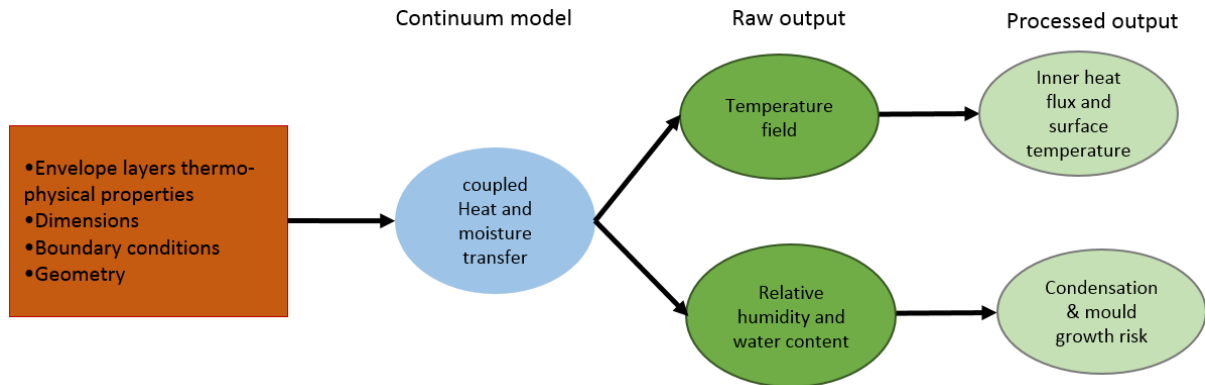 Continuum model
Raw output
Processed output
•Envelope layers thermo-
physical properties
•Dimensions
•Boundary conditions
•Geometry
coupled
Heat and
moisture
transfer
Temperature
field
Inner heat
flux and
surface
temperature
Relative
humidity and
water content
Condensation
& mould
growth risk